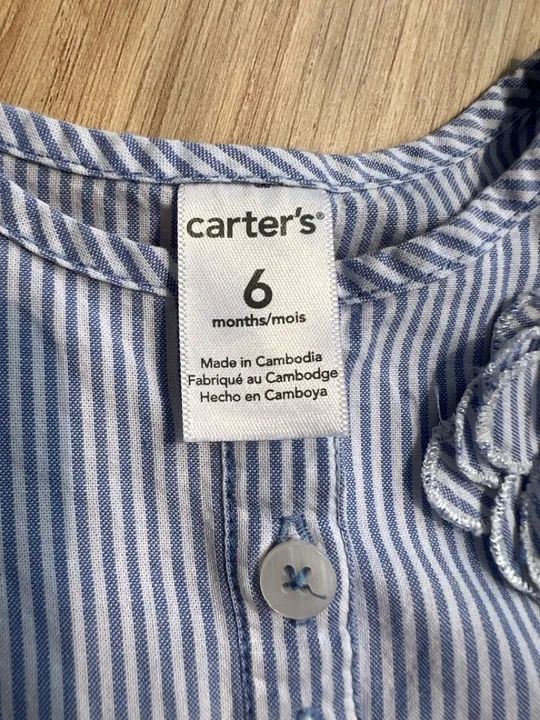 carter's®
6
months/mois
Made in Cambodia
Fabriqué au Cambodge
Hecho en Camboya